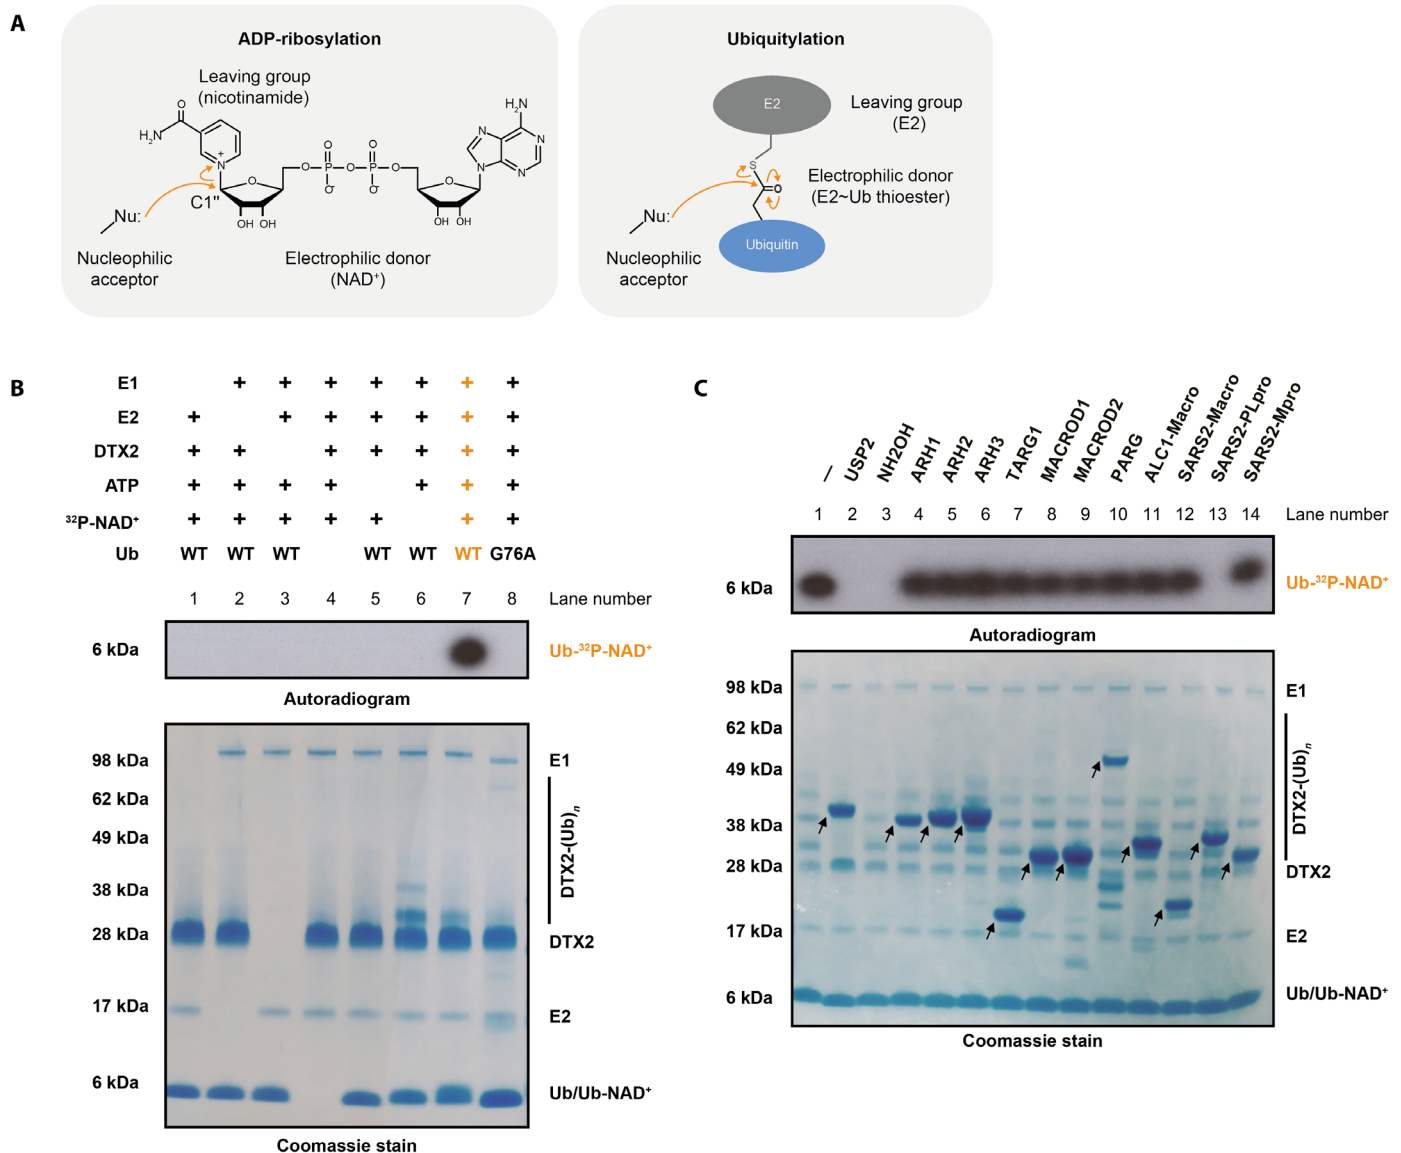 A
ADP-ribosylation
Leaving group
(nicotinamide)
O
H₂N
N
+
O
C1"
OH OH
Nu:
O
O
P
O⁻
O
O
P
O⁻
O
O
OH OH
H₂N
N
N
N
N
Nucleophilic
acceptor
Electrophilic donor
(NAD⁺)
Ubiquitylation
E2
Leaving group
(E2)
S
O
Electrophilic donor
(E2~Ub thioester)
Nu:
Ubiquitin
Nucleophilic
acceptor
B
E1 + + + + + + +
E2 + + + + + + +
DTX2 + + + + + + +
ATP + + + + + + +
³²P-NAD⁺ + + + + + + +
Ub WT WT WT WT WT WT G76A
1 2 3 4 5 6 7 8 Lane number
6 kDa
Ub-³²P-NAD⁺
Autoradiogram
98 kDa
62 kDa
49 kDa
38 kDa
28 kDa
17 kDa
6 kDa
E1
DTX2-(Ub)n
DTX2
E2
Ub/Ub-NAD⁺
Coomassie stain
C
—
USP2
NH2OH
ARH1
ARH2
ARH3
TARG1
MACROD1
MACROD2
PARG
ALC1-Macro
SARS2-Macro
SARS2-PLpro
SARS2-Mpro
1 2 3 4 5 6 7 8 9 10 11 12 13 14 Lane number
6 kDa
Ub-³²P-NAD⁺
Autoradiogram
98 kDa
62 kDa
49 kDa
38 kDa
28 kDa
17 kDa
6 kDa
E1
DTX2-(Ub)n
DTX2
E2
Ub/Ub-NAD⁺
Coomassie stain